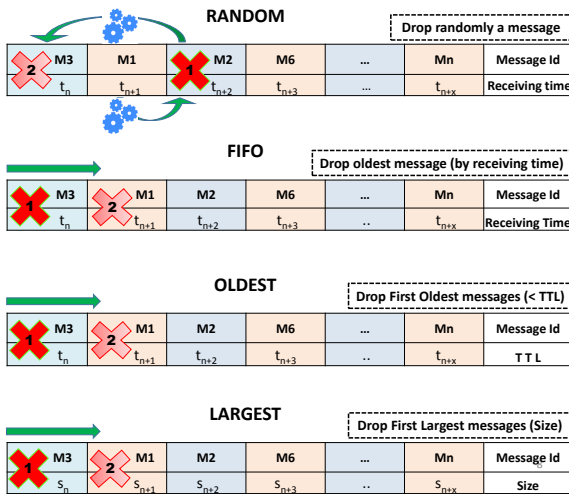 RANDOM
Drop randomly a message
2 M3 M1 1 M2 M6 ... Mn Message Id
tn tn+1 tn+2 tn+3 ... tn+x Receiving time
FIFO
Drop oldest message (by receiving time)
1 M3 2 M1 M2 M6 ... Mn Message Id
tn tn+1 tn+2 tn+3 .. tn+x Receiving Time
OLDEST
Drop First Oldest messages (< TTL)
1 M3 2 M1 M2 M6 ... Mn Message Id
tn tn+1 tn+2 tn+3 .. tn+x T T L
LARGEST
Drop First Largest messages (Size)
1 M3 2 M1 M2 M6 ... Mn Message Id
sn sn+1 sn+2 sn+3 .. sn+x Size